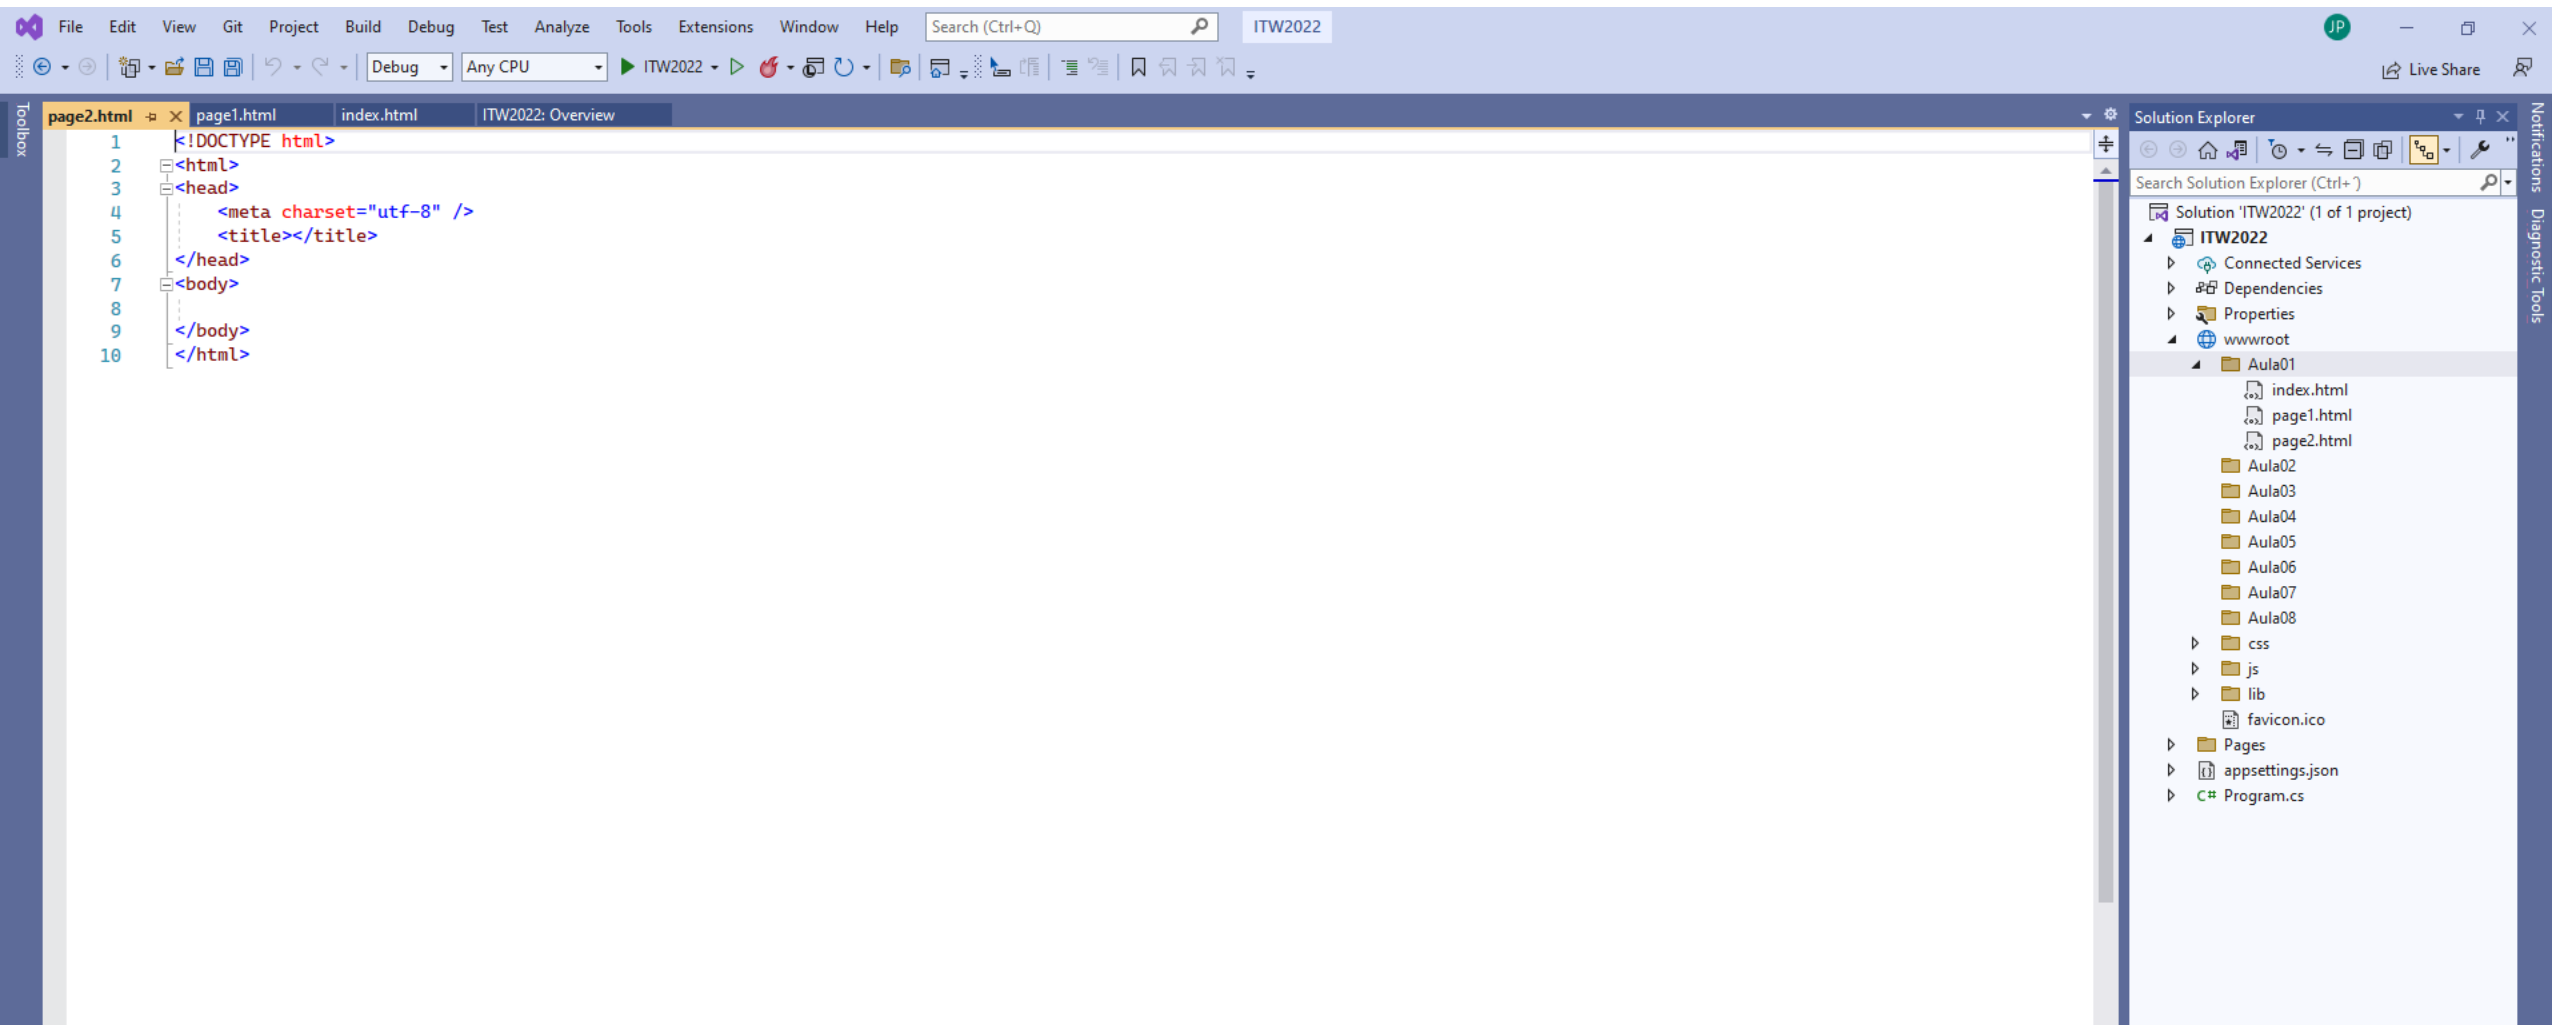 File Edit View Git Project Build Debug Test Analyze Tools Extensions Window Help Search (Ctrl+Q) ITW2022 JP
Debug Any CPU ITW2022 Live Share
Toolbox
page2.html page1.html index.html ITW2022: Overview
1 <!DOCTYPE html>
2 <html>
3 <head>
4 <meta charset="utf-8" />
5 <title></title>
6 </head>
7 <body>
8
9 </body>
10 </html>
Solution Explorer
Search Solution Explorer (Ctrl+´)
Solution 'ITW2022' (1 of 1 project)
ITW2022
Connected Services
Dependencies
Properties
wwwroot
Aula01
index.html
page1.html
page2.html
Aula02
Aula03
Aula04
Aula05
Aula06
Aula07
Aula08
css
js
lib
favicon.ico
Pages
appsettings.json
C# Program.cs
Notifications
Diagnostic Tools